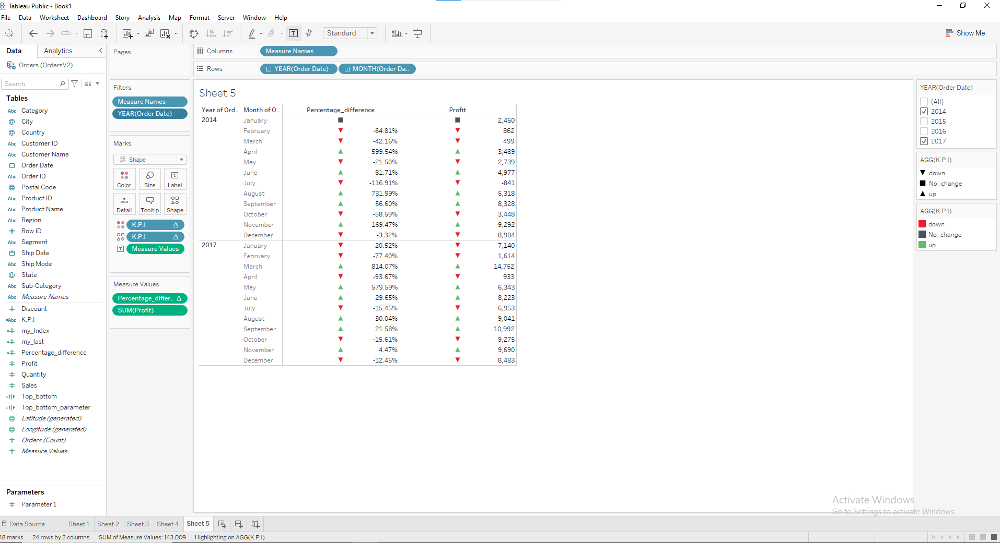 Tableau Public - Book1
File Data Worksheet Dashboard Story Analysis Map Format Server Window Help
Standard
Show Me
Data Analytics
Orders (OrdersV2)
Search
Tables
Abc Category
City
Country
Abc Customer ID
Abc Customer Name
Order Date
Abc Order ID
Postal Code
Abc Product ID
Abc Product Name
Abc Region
# Row ID
Abc Segment
Ship Date
Abc Ship Mode
State
Abc Sub-Category
Abc Measure Names
# Discount
=Abc K.P.I
=# my_Index
=# my_last
=# Percentage_difference
# Profit
# Quantity
# Sales
=T|F Top_bottom
=T|F Top_bottom_parameter
Latitude (generated)
Longitude (generated)
# Orders (Count)
# Measure Values
Parameters
# Parameter 1
Pages
Filters
Measure Names
YEAR(Order Date)
Marks
Shape
Color Size Label
Detail Tooltip Shape
K.P.I
K.P.I
Measure Values
Measure Values
Percentage_differ..
SUM(Profit)
Columns Measure Names
Rows YEAR(Order Date) MONTH(Order Da..
Sheet 5
Year of Ord.. Month of O.. Percentage_difference Profit
2014 January 2,450
February -64.81% 862
March -42.16% 499
April 599.54% 3,489
May -21.50% 2,739
June 81.71% 4,977
July -116.91% -841
August 731.99% 5,318
September 56.60% 8,328
October -58.59% 3,448
November 169.47% 9,292
December -3.32% 8,984
2017 January -20.52% 7,140
February -77.40% 1,614
March 814.07% 14,752
April -93.67% 933
May 579.59% 6,343
June 29.65% 8,223
July -15.45% 6,953
August 30.04% 9,041
September 21.58% 10,992
October -15.61% 9,275
November 4.47% 9,690
December -12.45% 8,483
YEAR(Order Date)
(All)
2014
2015
2016
2017
AGG(K.P.I)
down
No_change
up
AGG(K.P.I)
down
No_change
up
Activate Windows
Go to Settings to activate Windows.
Data Source Sheet 1 Sheet 2 Sheet 3 Sheet 4 Sheet 5
48 marks 24 rows by 2 columns SUM of Measure Values: 143,009 Highlighting on AGG(K.P.I)